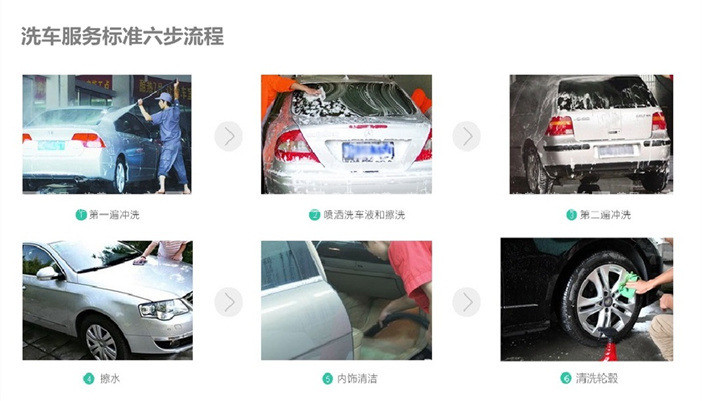 洗车服务标准六步流程
1 第一遍冲洗
2 喷洒洗车液和擦洗
3 第二遍冲洗
4 擦水
5 内饰清洁
6 清洗轮毂